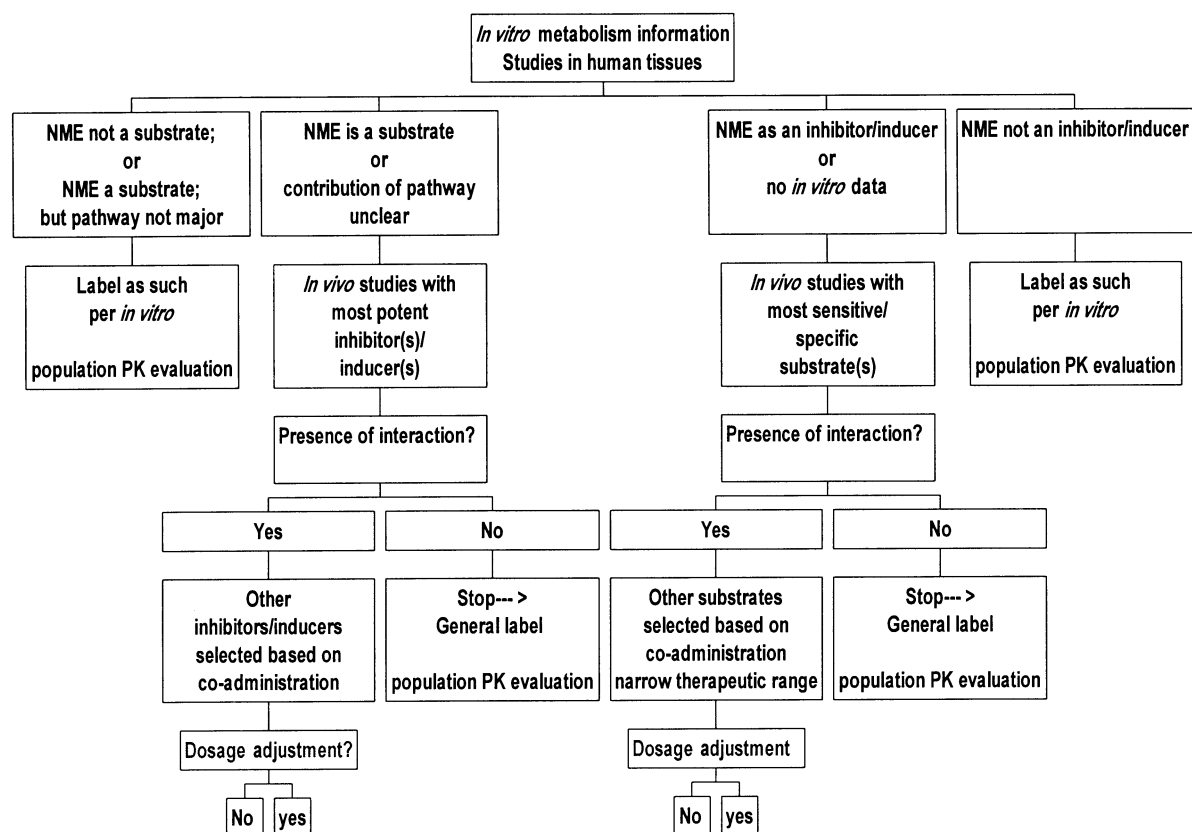 In vitro metabolism information
Studies in human tissues
NME not a substrate;
or
NME a substrate;
but pathway not major
NME is a substrate
or
contribution of pathway
unclear
NME as an inhibitor/inducer
or
no in vitro data
NME not an inhibitor/inducer
Label as such
per in vitro
population PK evaluation
In vivo studies with
most potent
inhibitor(s)/
inducer(s)
In vivo studies with
most sensitive/
specific
substrate(s)
Label as such
per in vitro
population PK evaluation
Presence of interaction?
Presence of interaction?
Yes
No
Yes
No
Other
inhibitors/inducers
selected based on
co-administration
Stop--- >
General label
population PK evaluation
Other substrates
selected based on
co-administration
narrow therapeutic range
Stop--- >
General label
population PK evaluation
Dosage adjustment?
Dosage adjustment
No
yes
No
yes